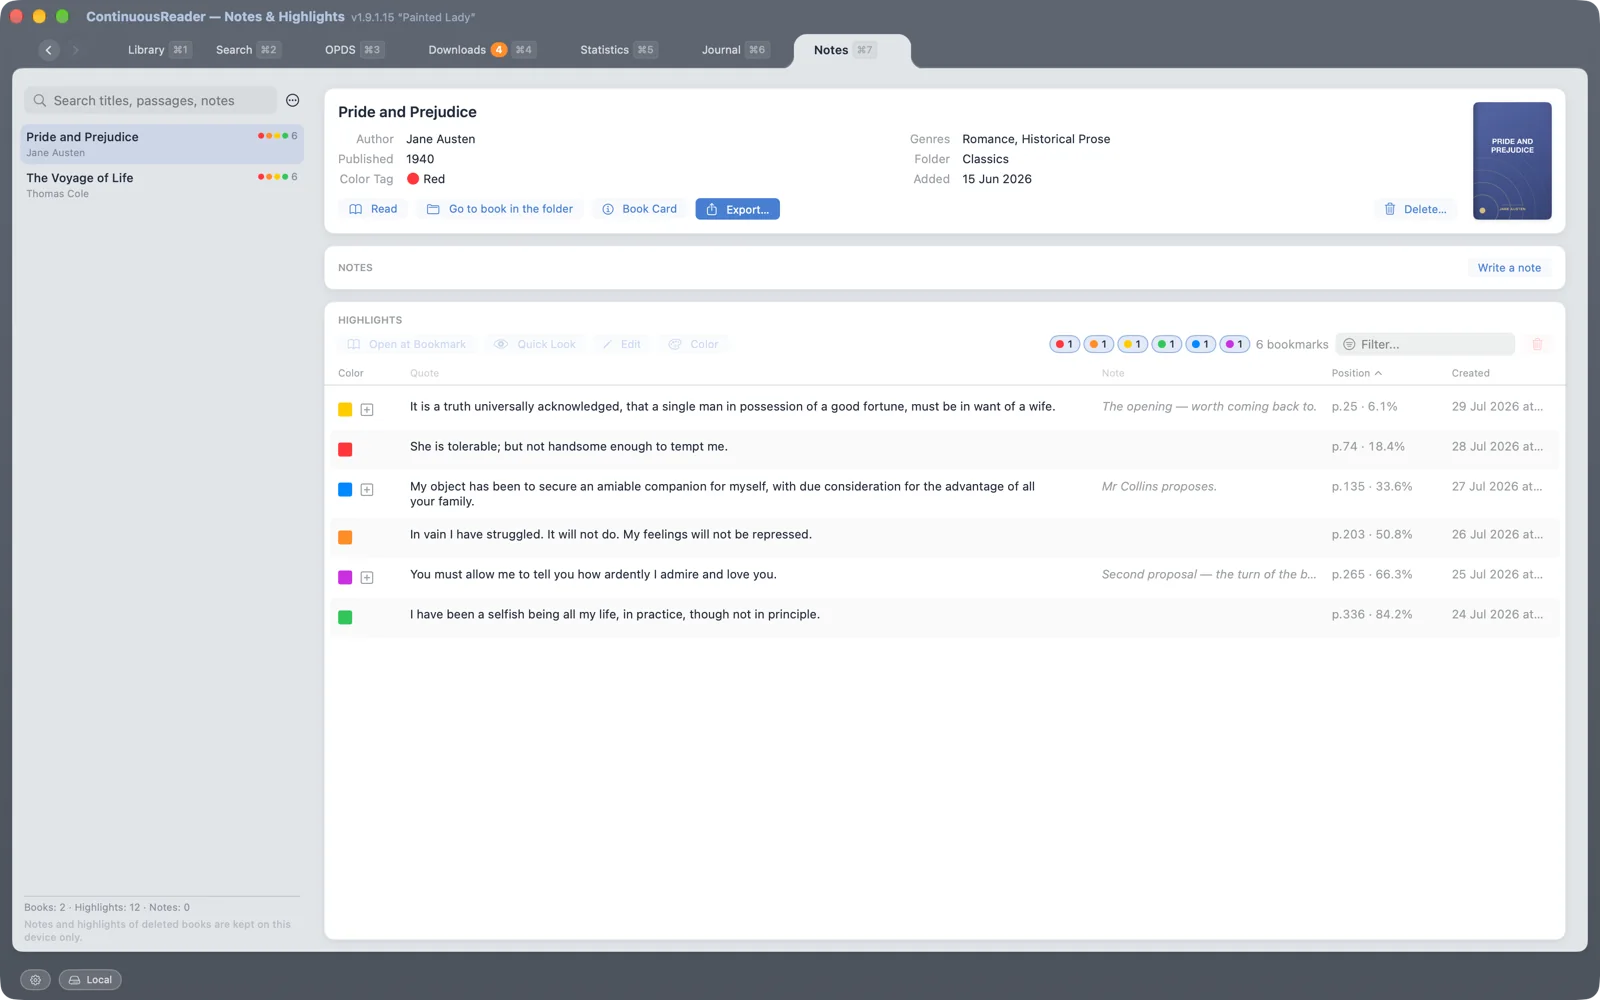 ContinuousReader — Notes & Highlights v1.9.1.15 "Painted Lady"
Library ⌘1 Search ⌘2 OPDS ⌘3 Downloads 4 ⌘4 Statistics ⌘5 Journal ⌘6 Notes ⌘7
Search titles, passages, notes
Pride and Prejudice 6
Jane Austen
The Voyage of Life 6
Thomas Cole
Books: 2 · Highlights: 12 · Notes: 0
Notes and highlights of deleted books are kept on this
device only.
Pride and Prejudice
Author Jane Austen
Published 1940
Color Tag Red
Genres Romance, Historical Prose
Folder Classics
Added 15 Jun 2026
Read Go to book in the folder Book Card Export... Delete...
PRIDE AND
PREJUDICE
JANE AUSTEN
NOTES Write a note
HIGHLIGHTS
Open at Bookmark Quick Look Edit Color 1 1 1 1 1 1 6 bookmarks Filter...
Color Quote Note Position Created
It is a truth universally acknowledged, that a single man in possession of a good fortune, must be in want of a wife. The opening — worth coming back to. p.25 · 6.1% 29 Jul 2026 at...
She is tolerable; but not handsome enough to tempt me. p.74 · 18.4% 28 Jul 2026 at...
My object has been to secure an amiable companion for myself, with due consideration for the advantage of all Mr Collins proposes. p.135 · 33.6% 27 Jul 2026 at...
your family.
In vain I have struggled. It will not do. My feelings will not be repressed. p.203 · 50.8% 26 Jul 2026 at...
You must allow me to tell you how ardently I admire and love you. Second proposal — the turn of the b... p.265 · 66.3% 25 Jul 2026 at...
I have been a selfish being all my life, in practice, though not in principle. p.336 · 84.2% 24 Jul 2026 at...
Local